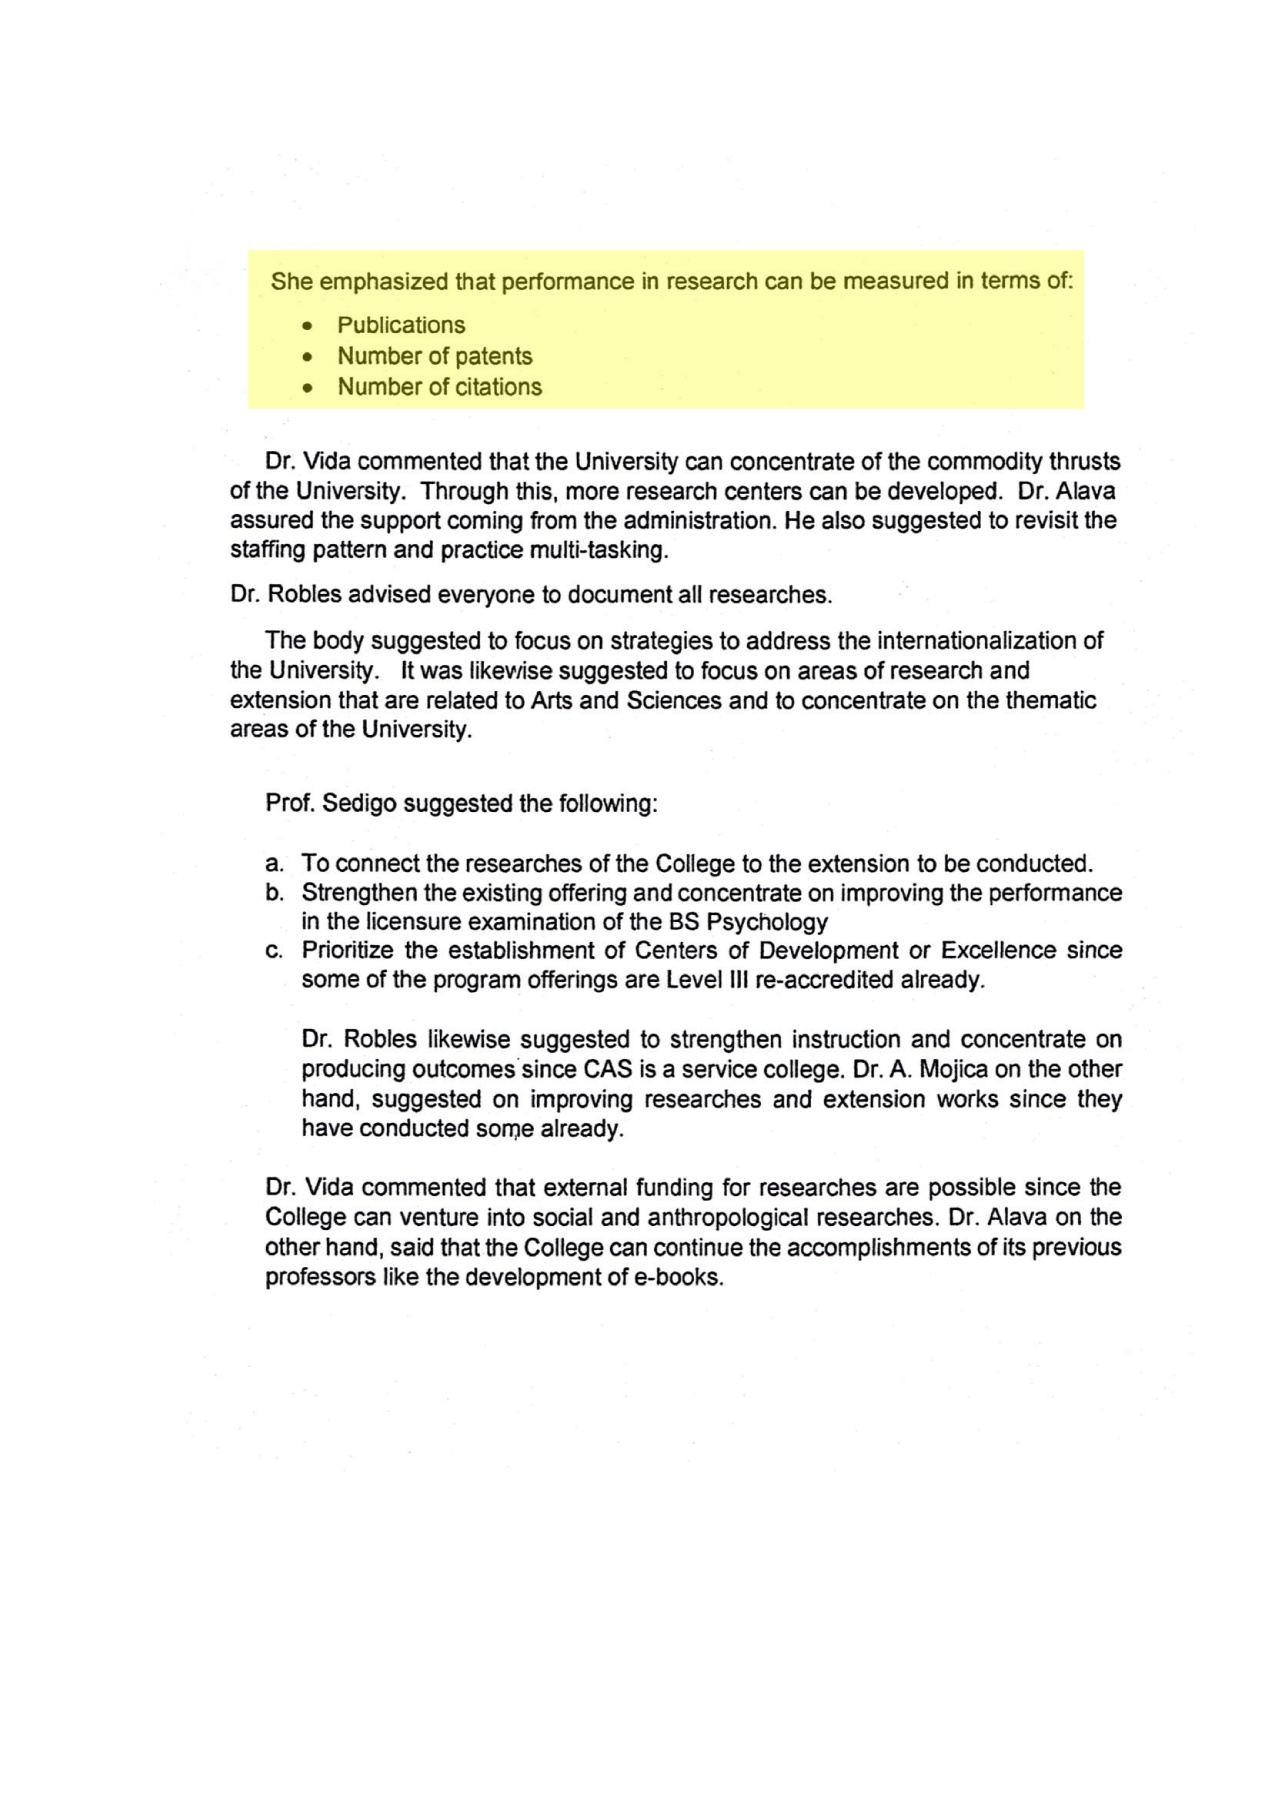 She emphasized that performance in research can be measured in terms of:
• Publications
• Number of patents
• Number of citations
Dr. Vida commented that the University can concentrate of the commodity thrusts
of the University. Through this, more research centers can be developed. Dr. Alava
assured the support coming from the administration. He also suggested to revisit the
staffing pattern and practice multi-tasking.
Dr. Robles advised everyone to document all researches.
The body suggested to focus on strategies to address the internationalization of
the University. It was likewise suggested to focus on areas of research and
extension that are related to Arts and Sciences and to concentrate on the thematic
areas of the University.
Prof. Sedigo suggested the following:
a. To connect the researches of the College to the extension to be conducted.
b. Strengthen the existing offering and concentrate on improving the performance
in the licensure examination of the BS Psychology
c. Prioritize the establishment of Centers of Development or Excellence since
some of the program offerings are Level III re-accredited already.
Dr. Robles likewise suggested to strengthen instruction and concentrate on
producing outcomes since CAS is a service college. Dr. A. Mojica on the other
hand, suggested on improving researches and extension works since they
have conducted some already.
Dr. Vida commented that external funding for researches are possible since the
College can venture into social and anthropological researches. Dr. Alava on the
other hand, said that the College can continue the accomplishments of its previous
professors like the development of e-books.